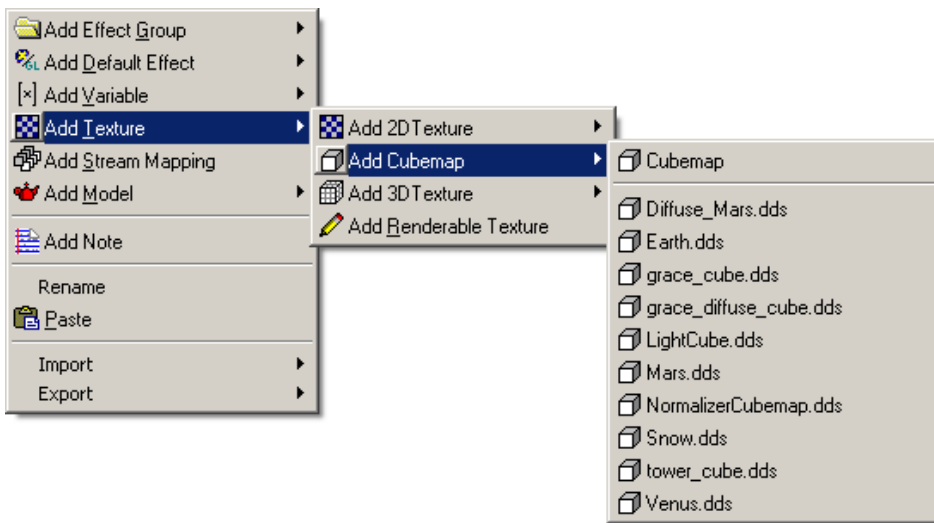 Add Effect Group
Add Default Effect
Add Variable
Add Texture
Add Stream Mapping
Add Model
Add Note
Rename
Paste
Import
Export
Add 2DTexture
Add Cubemap
Add 3DTexture
Add Renderable Texture
Cubemap
Diffuse_Mars.dds
Earth.dds
grace_cube.dds
grace_diffuse_cube.dds
LightCube.dds
Mars.dds
NormalizerCubemap.dds
Snow.dds
tower_cube.dds
Venus.dds